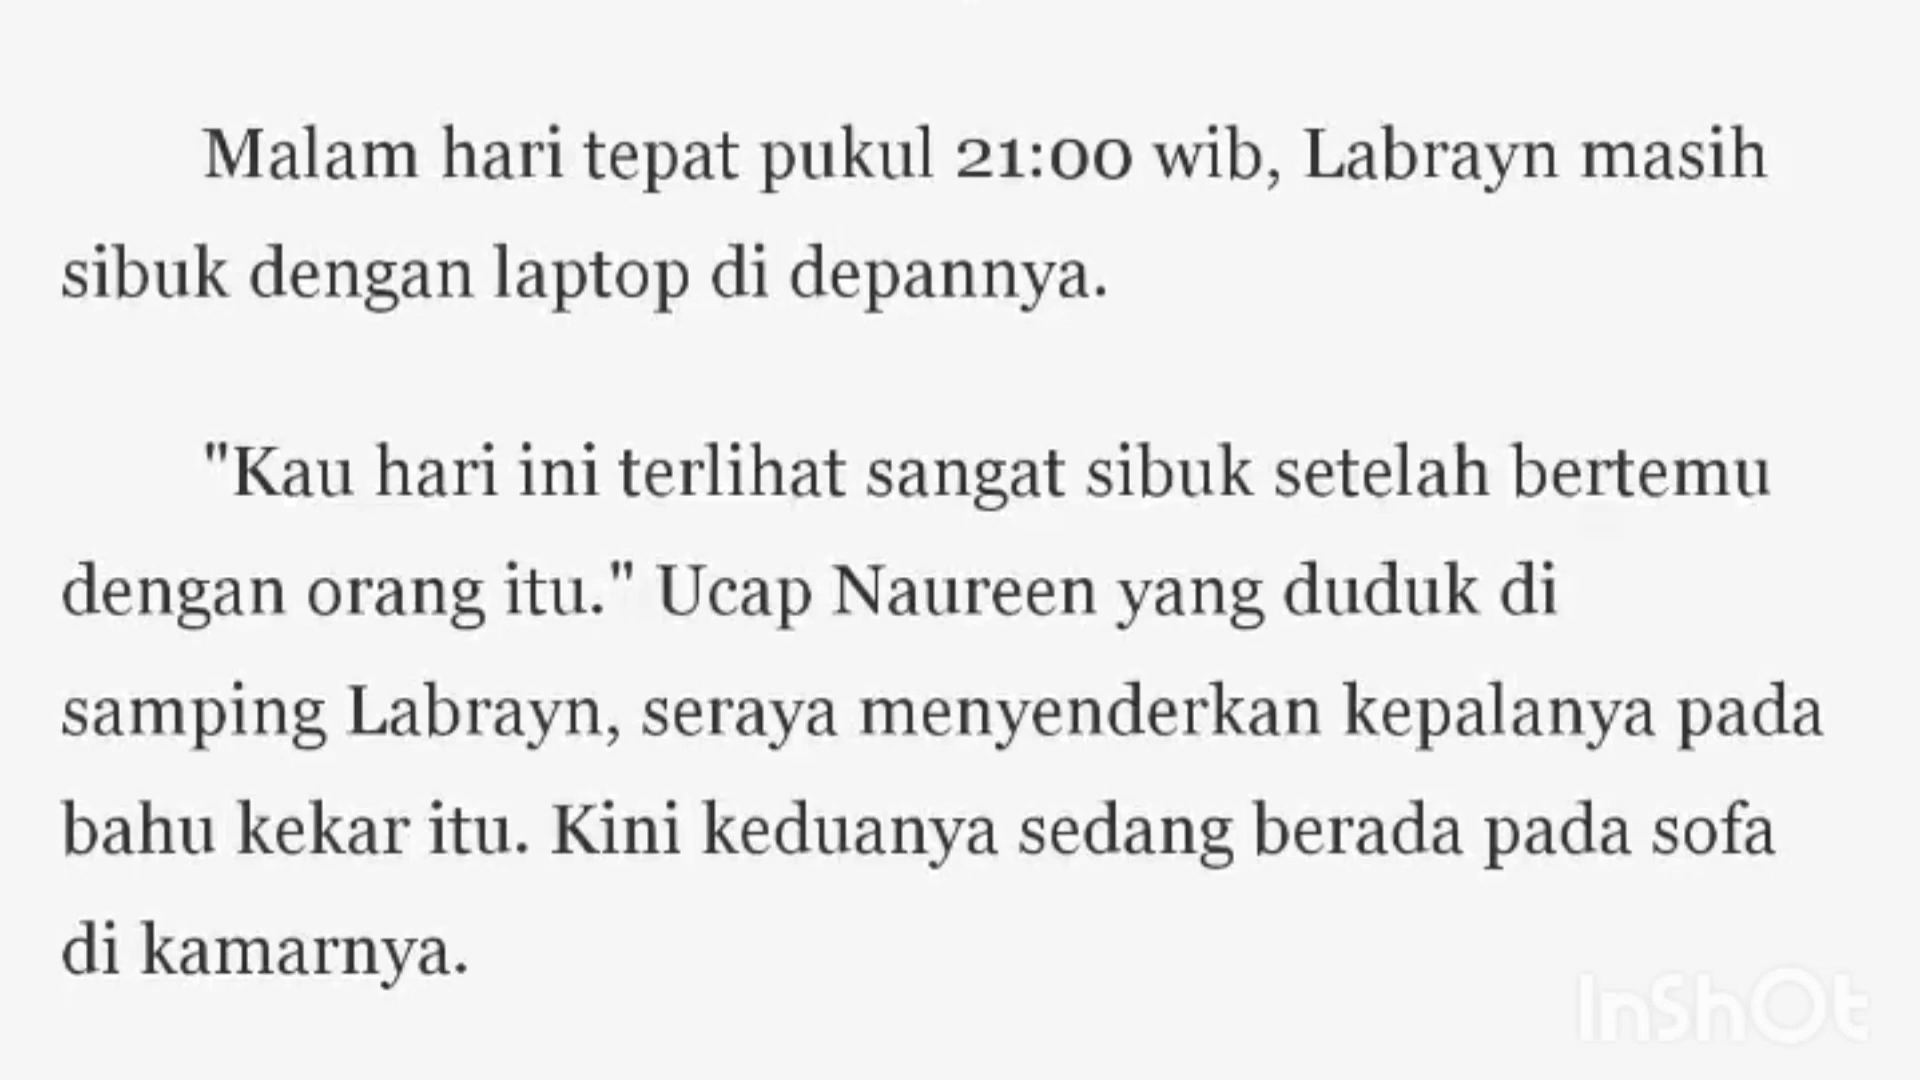 Malam hari tepat pukul 21:00 wib, Labrayn masih
sibuk dengan laptop di depannya.
"Kau hari ini terlihat sangat sibuk setelah bertemu
dengan orang itu." Ucap Naureen yang duduk di
samping Labrayn, seraya menyenderkan kepalanya pada
bahu kekar itu. Kini keduanya sedang berada pada sofa
di kamarnya.
InShOt